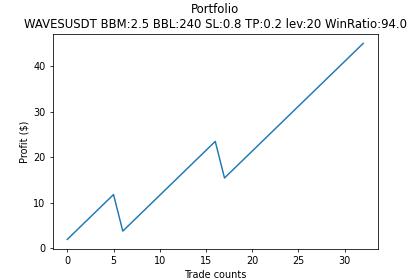 Portfolio
WAVESUSDT BBM:2.5 BBL:240 SL:0.8 TP:0.2 lev:20 WinRatio:94.0
Profit ($)
40
30
20
10
0
0 5 10 15 20 25 30
Trade counts